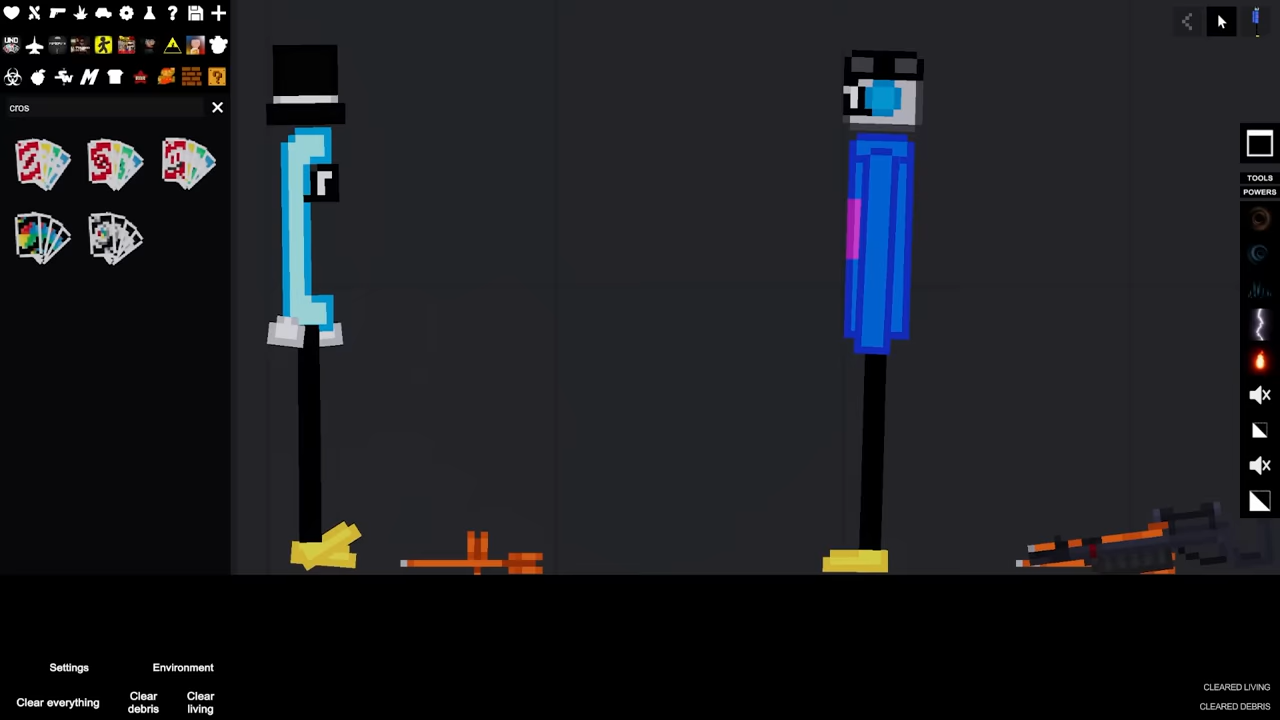 cros
TOOLS
POWERS
Settings
Environment
Clear everything
Clear
debris
Clear
living
CLEARED LIVING
CLEARED DEBRIS